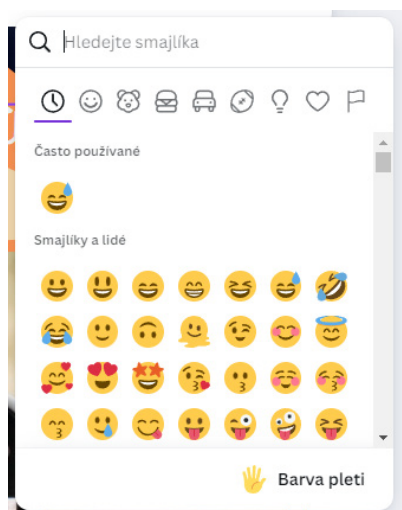 Hledejte smajlíka
Často používané
Smajlíky a lidé
Barva pleti